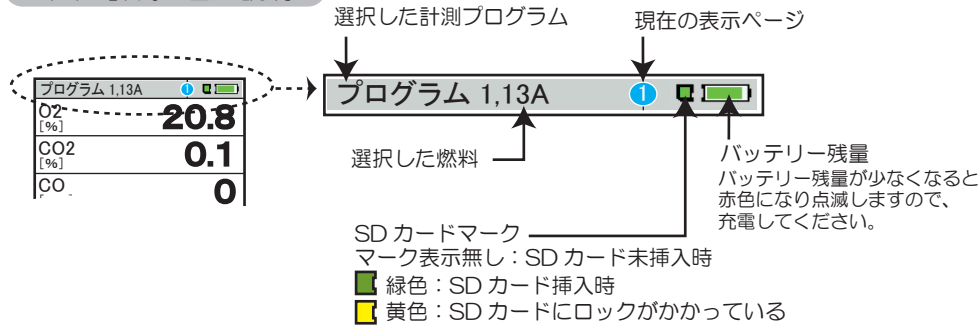 選択した計測プログラム
現在の表示ページ
プログラム 1,13A 1
O2
[%] 20.8
CO2
[%] 0.1
CO 0
プログラム 1,13A 1
選択した燃料
バッテリー残量
バッテリー残量が少なくなると
赤色になり点滅しますので、
充電してください。
SD カードマーク
マーク表示無し：SD カード未挿入時
緑色：SD カード挿入時
黄色：SD カードにロックがかかっている